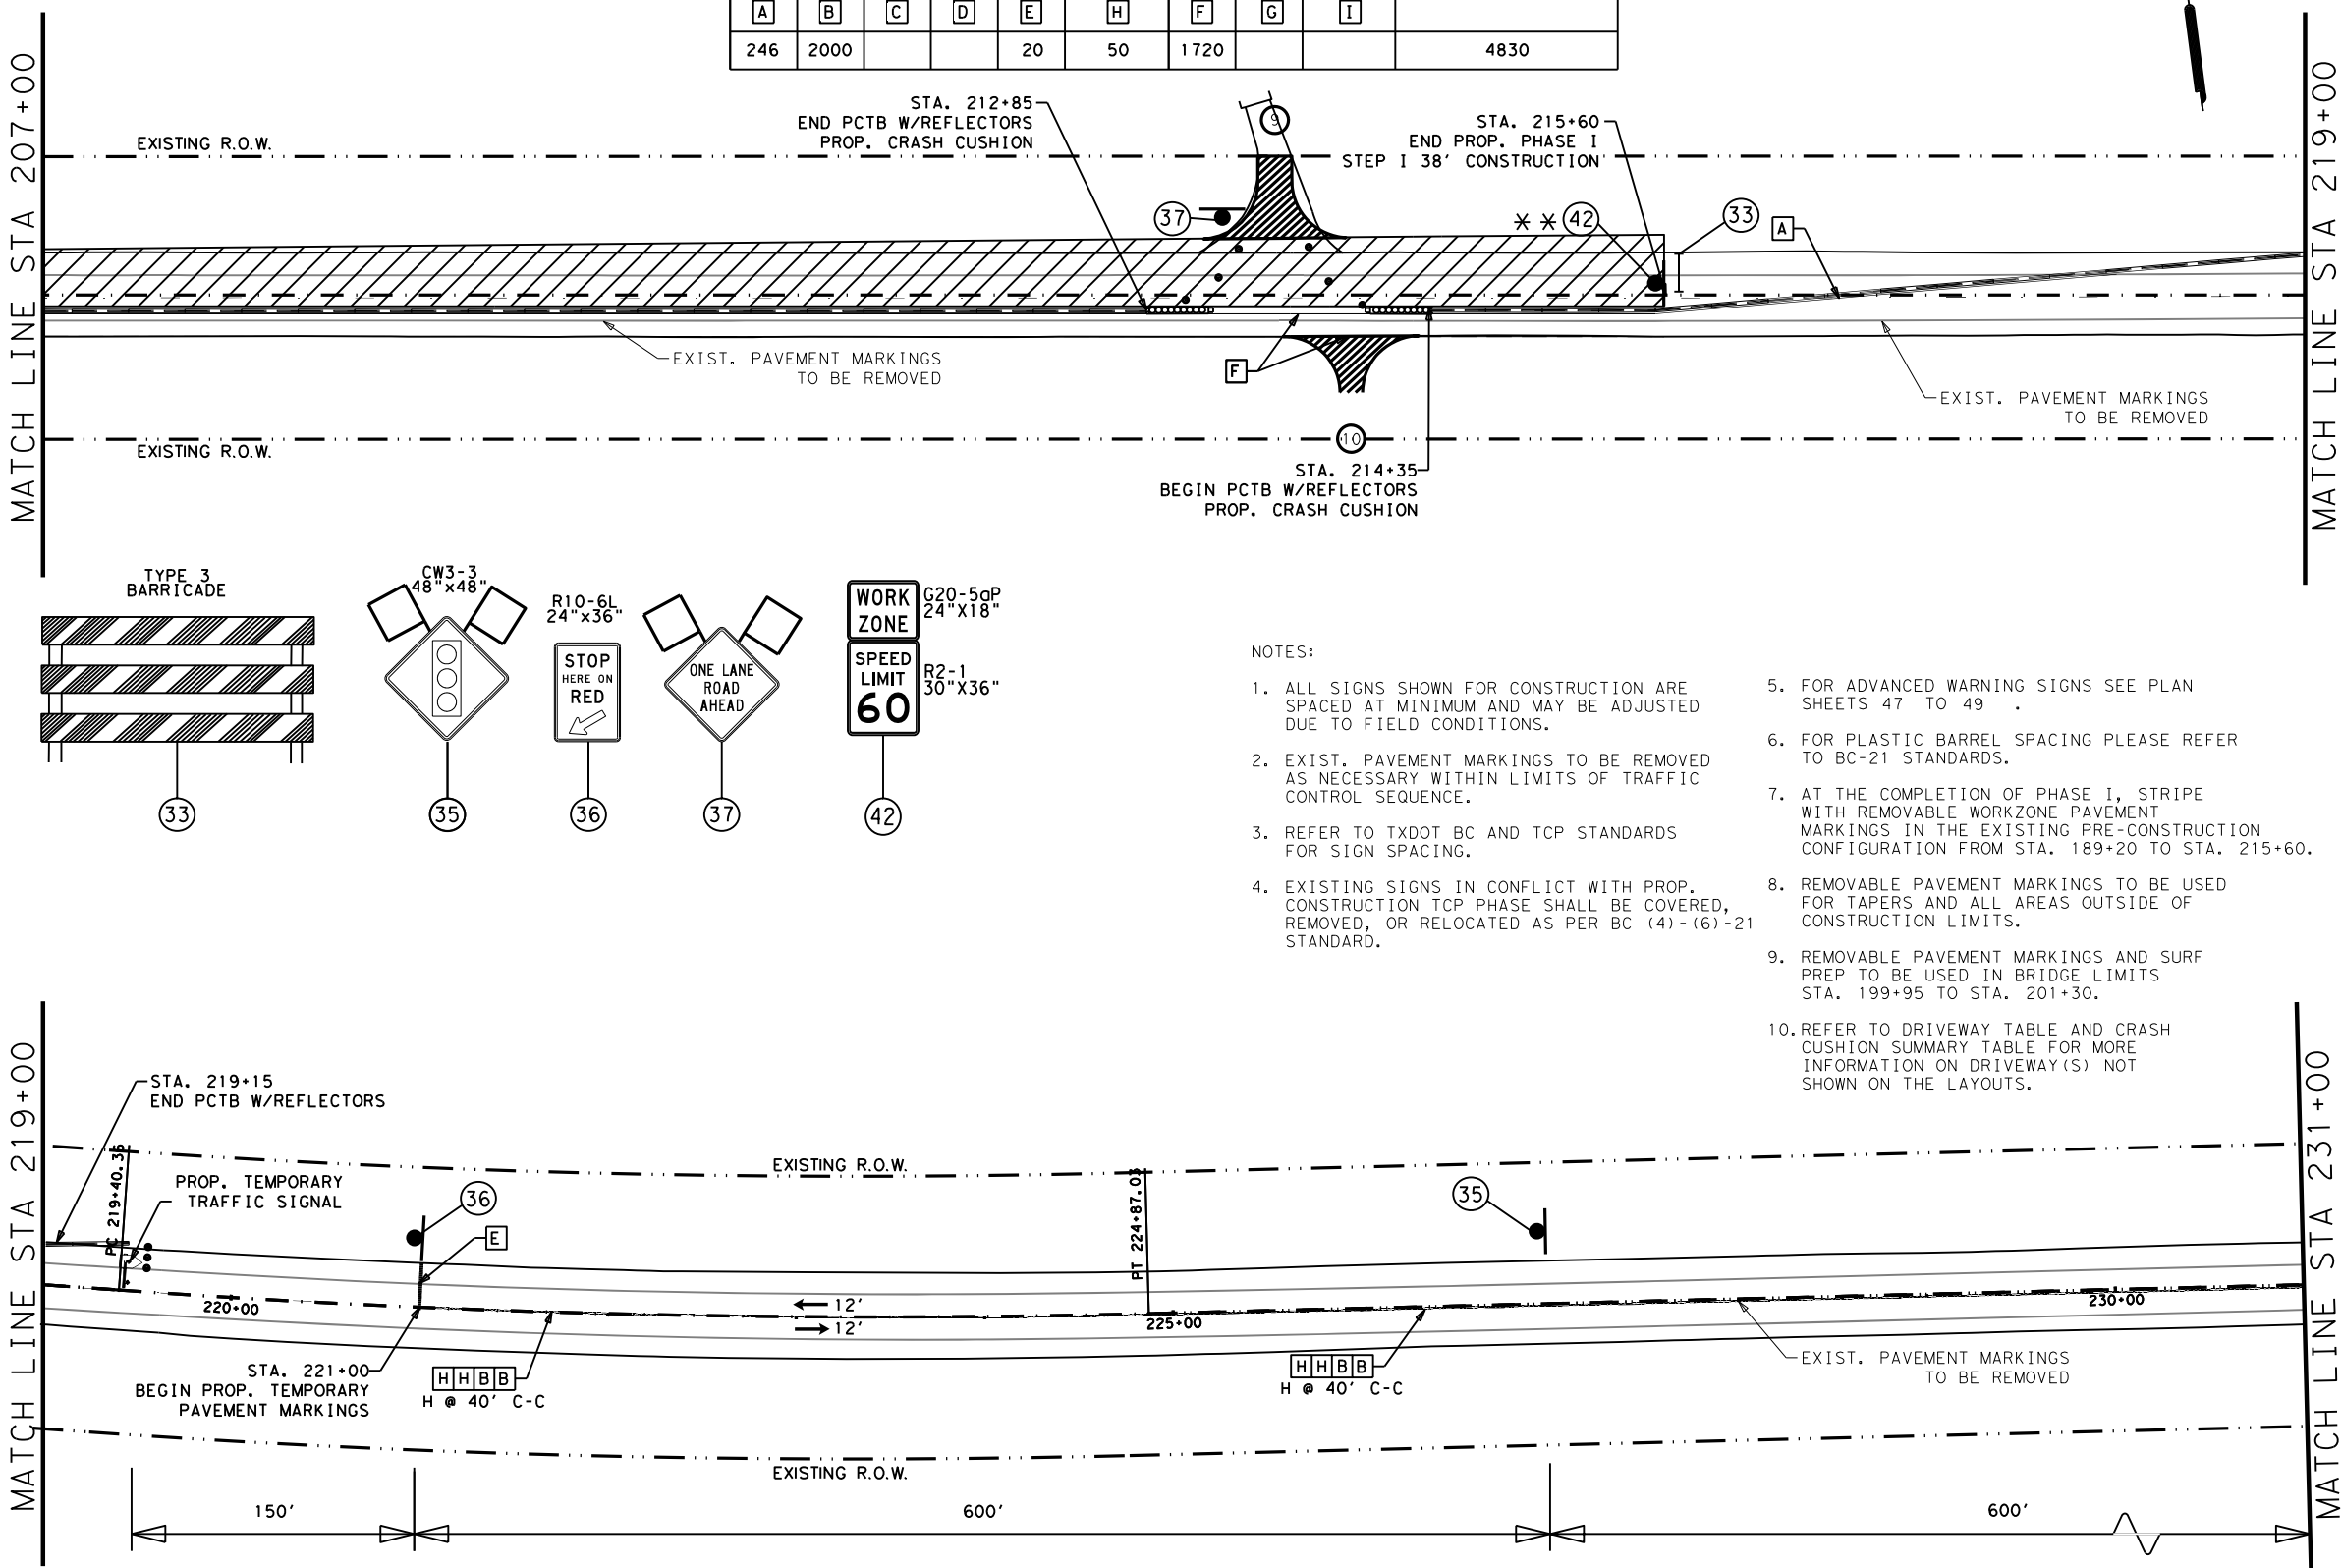 A B C D E H F G I
246 2000 20 50 1720 4830
MATCH LINE STA 207+00
MATCH LINE STA 219+00
EXISTING R.O.W.
STA. 212+85
END PCTB W/REFLECTORS
PROP. CRASH CUSHION
9
STA. 215+60
END PROP. PHASE I
STEP I 38' CONSTRUCTION
37
** 42
33
A
EXIST. PAVEMENT MARKINGS
TO BE REMOVED
F
EXIST. PAVEMENT MARKINGS
TO BE REMOVED
EXISTING R.O.W.
10
STA. 214+35
BEGIN PCTB W/REFLECTORS
PROP. CRASH CUSHION
TYPE 3
BARRICADE
33
CW3-3
48"x48"
35
R10-6L
24"x36"
STOP
HERE ON
RED
36
ONE LANE
ROAD
AHEAD
37
WORK
ZONE
G20-5aP
24"X18"
SPEED
LIMIT
60
R2-1
30"X36"
42
NOTES:
1. ALL SIGNS SHOWN FOR CONSTRUCTION ARE
SPACED AT MINIMUM AND MAY BE ADJUSTED
DUE TO FIELD CONDITIONS.
2. EXIST. PAVEMENT MARKINGS TO BE REMOVED
AS NECESSARY WITHIN LIMITS OF TRAFFIC
CONTROL SEQUENCE.
3. REFER TO TXDOT BC AND TCP STANDARDS
FOR SIGN SPACING.
4. EXISTING SIGNS IN CONFLICT WITH PROP.
CONSTRUCTION TCP PHASE SHALL BE COVERED,
REMOVED, OR RELOCATED AS PER BC (4)-(6)-21
STANDARD.
5. FOR ADVANCED WARNING SIGNS SEE PLAN
SHEETS 47 TO 49 .
6. FOR PLASTIC BARREL SPACING PLEASE REFER
TO BC-21 STANDARDS.
7. AT THE COMPLETION OF PHASE I, STRIPE
WITH REMOVABLE WORKZONE PAVEMENT
MARKINGS IN THE EXISTING PRE-CONSTRUCTION
CONFIGURATION FROM STA. 189+20 TO STA. 215+60.
8. REMOVABLE PAVEMENT MARKINGS TO BE USED
FOR TAPERS AND ALL AREAS OUTSIDE OF
CONSTRUCTION LIMITS.
9. REMOVABLE PAVEMENT MARKINGS AND SURF
PREP TO BE USED IN BRIDGE LIMITS
STA. 199+95 TO STA. 201+30.
10. REFER TO DRIVEWAY TABLE AND CRASH
CUSHION SUMMARY TABLE FOR MORE
INFORMATION ON DRIVEWAY(S) NOT
SHOWN ON THE LAYOUTS.
MATCH LINE STA 219+00
MATCH LINE STA 231+00
STA. 219+15
END PCTB W/REFLECTORS
PC 219+40.36
PROP. TEMPORARY
TRAFFIC SIGNAL
36
E
EXISTING R.O.W.
PT 224+87.03
35
220+00
12'
12'
225+00
230+00
STA. 221+00
BEGIN PROP. TEMPORARY
PAVEMENT MARKINGS
H H B B
H @ 40' C-C
H H B B
H @ 40' C-C
EXIST. PAVEMENT MARKINGS
TO BE REMOVED
EXISTING R.O.W.
150'
600'
600'